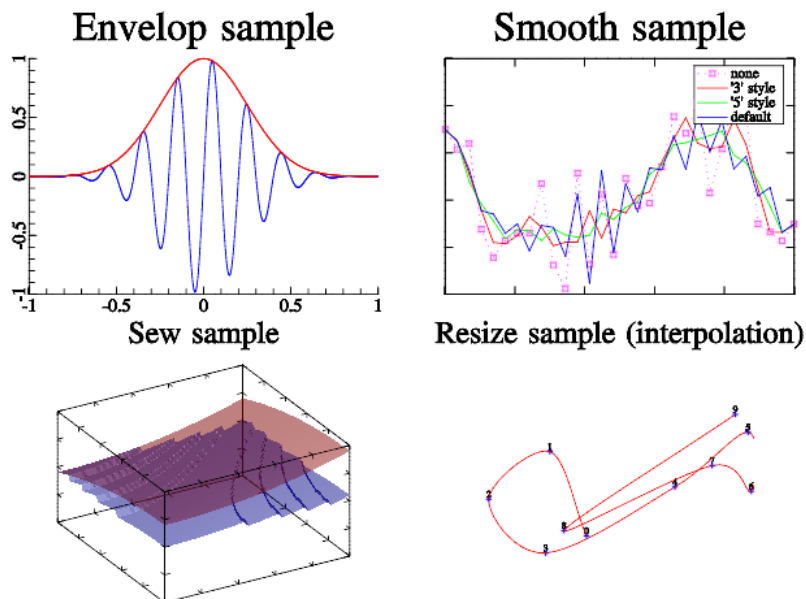 Envelop sample
1
0.5
0
-0.5
-1
-1 -0.5 0 0.5 1
Smooth sample
none
'3' style
'5' style
default
Sew sample
Resize sample (interpolation)
9
5
1
7
4
6
2
8
0
3